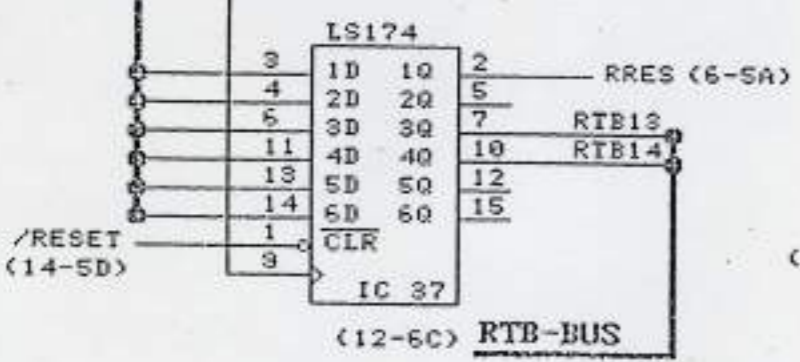 LS174
3 1D 1Q 2 RRES (6-5A)
4 2D 2Q 5
6 3D 3Q 7 RTB13
11 4D 4Q 10 RTB14
13 5D 5Q 12
14 6D 6Q 15
/RESET 1 CLR
(14-5D) 9
IC 37
(12-6C) RTB-BUS